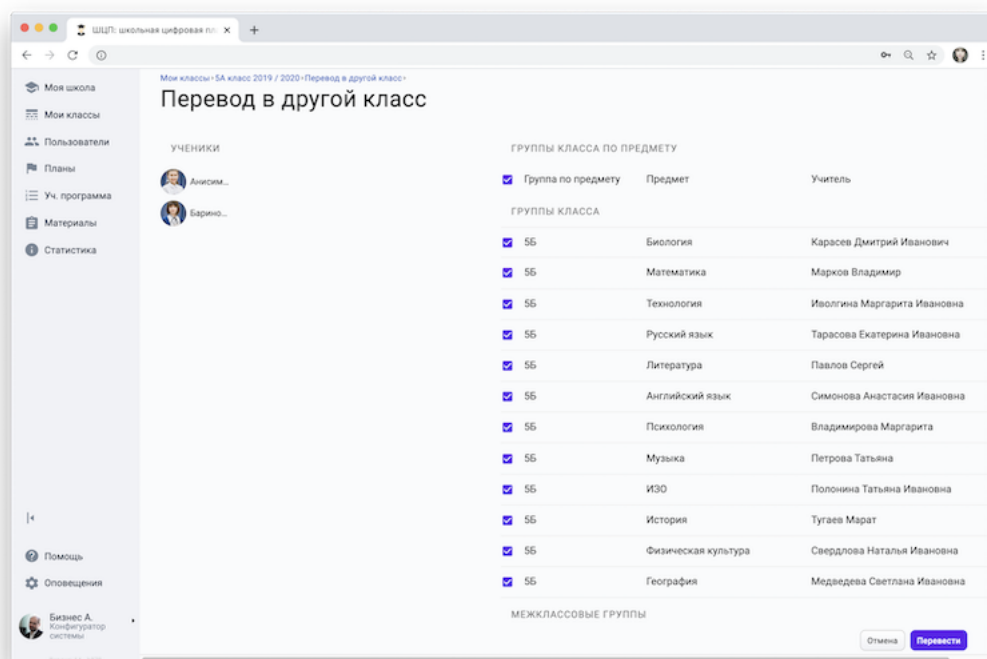 ШЦП: школьная цифровая пл
Мои классы › 5А класс 2019 / 2020 › Перевод в другой класс ›
Перевод в другой класс
Моя школа
Мои классы
Пользователи
Планы
Уч. программа
Материалы
Статистика
Помощь
Оповещения
Бизнес А.
Конфигуратор
системы
УЧЕНИКИ
Анисим...
Барино...
ГРУППЫ КЛАССА ПО ПРЕДМЕТУ
Группа по предмету Предмет Учитель
ГРУППЫ КЛАССА
5Б Биология Карасев Дмитрий Иванович
5Б Математика Марков Владимир
5Б Технология Иволгина Маргарита Ивановна
5Б Русский язык Тарасова Екатерина Ивановна
5Б Литература Павлов Сергей
5Б Английский язык Симонова Анастасия Ивановна
5Б Психология Владимирова Маргарита
5Б Музыка Петрова Татьяна
5Б ИЗО Полонина Татьяна Ивановна
5Б История Тугаев Марат
5Б Физическая культура Свердлова Наталья Ивановна
5Б География Медведева Светлана Ивановна
МЕЖКЛАССОВЫЕ ГРУППЫ
Отмена Перевести